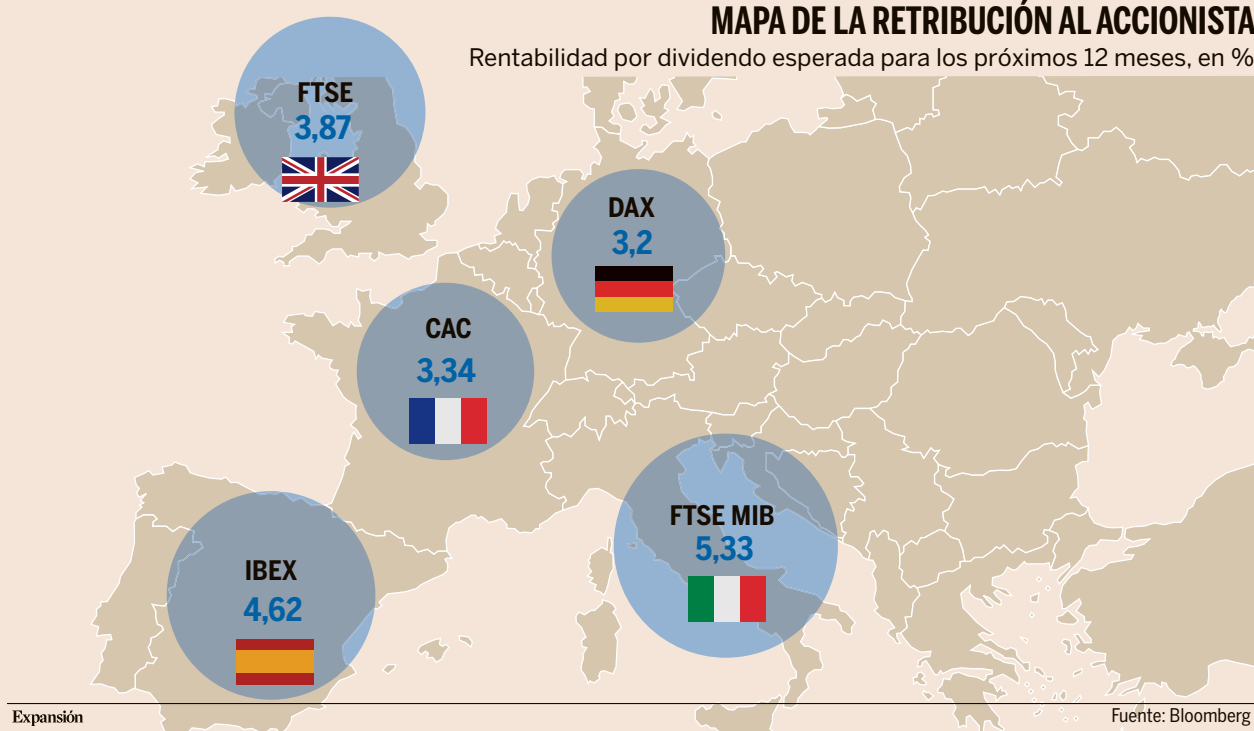 MAPA DE LA RETRIBUCIÓN AL ACCIONISTA
Rentabilidad por dividendo esperada para los próximos 12 meses, en %
FTSE
3,87
DAX
3,2
CAC
3,34
FTSE MIB
5,33
IBEX
4,62
Expansión
Fuente: Bloomberg